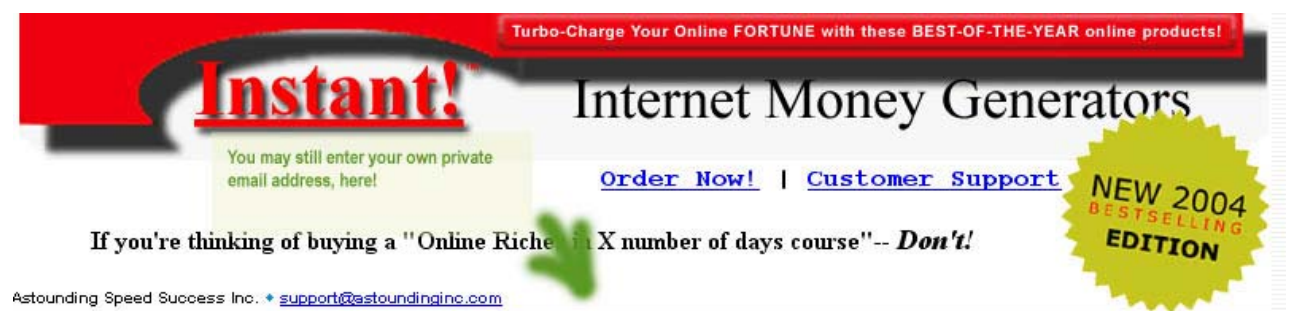 Turbo-Charge Your Online FORTUNE with these BEST-OF-THE-YEAR online products!
Instant!™ Internet Money Generators
You may still enter your own private
email address, here!
Order Now! | Customer Support
NEW 2004
BESTSELLING
EDITION
If you're thinking of buying a "Online Riches in X number of days course"-- Don't!
Astounding Speed Success Inc. • support@astoundinginc.com